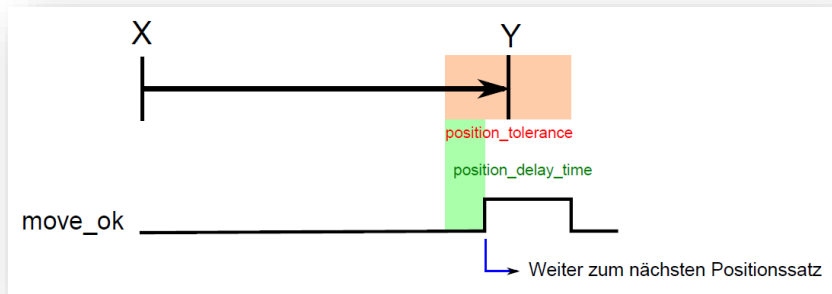 X
Y
position_tolerance
position_delay_time
move_ok
Weiter zum nächsten Positionssatz